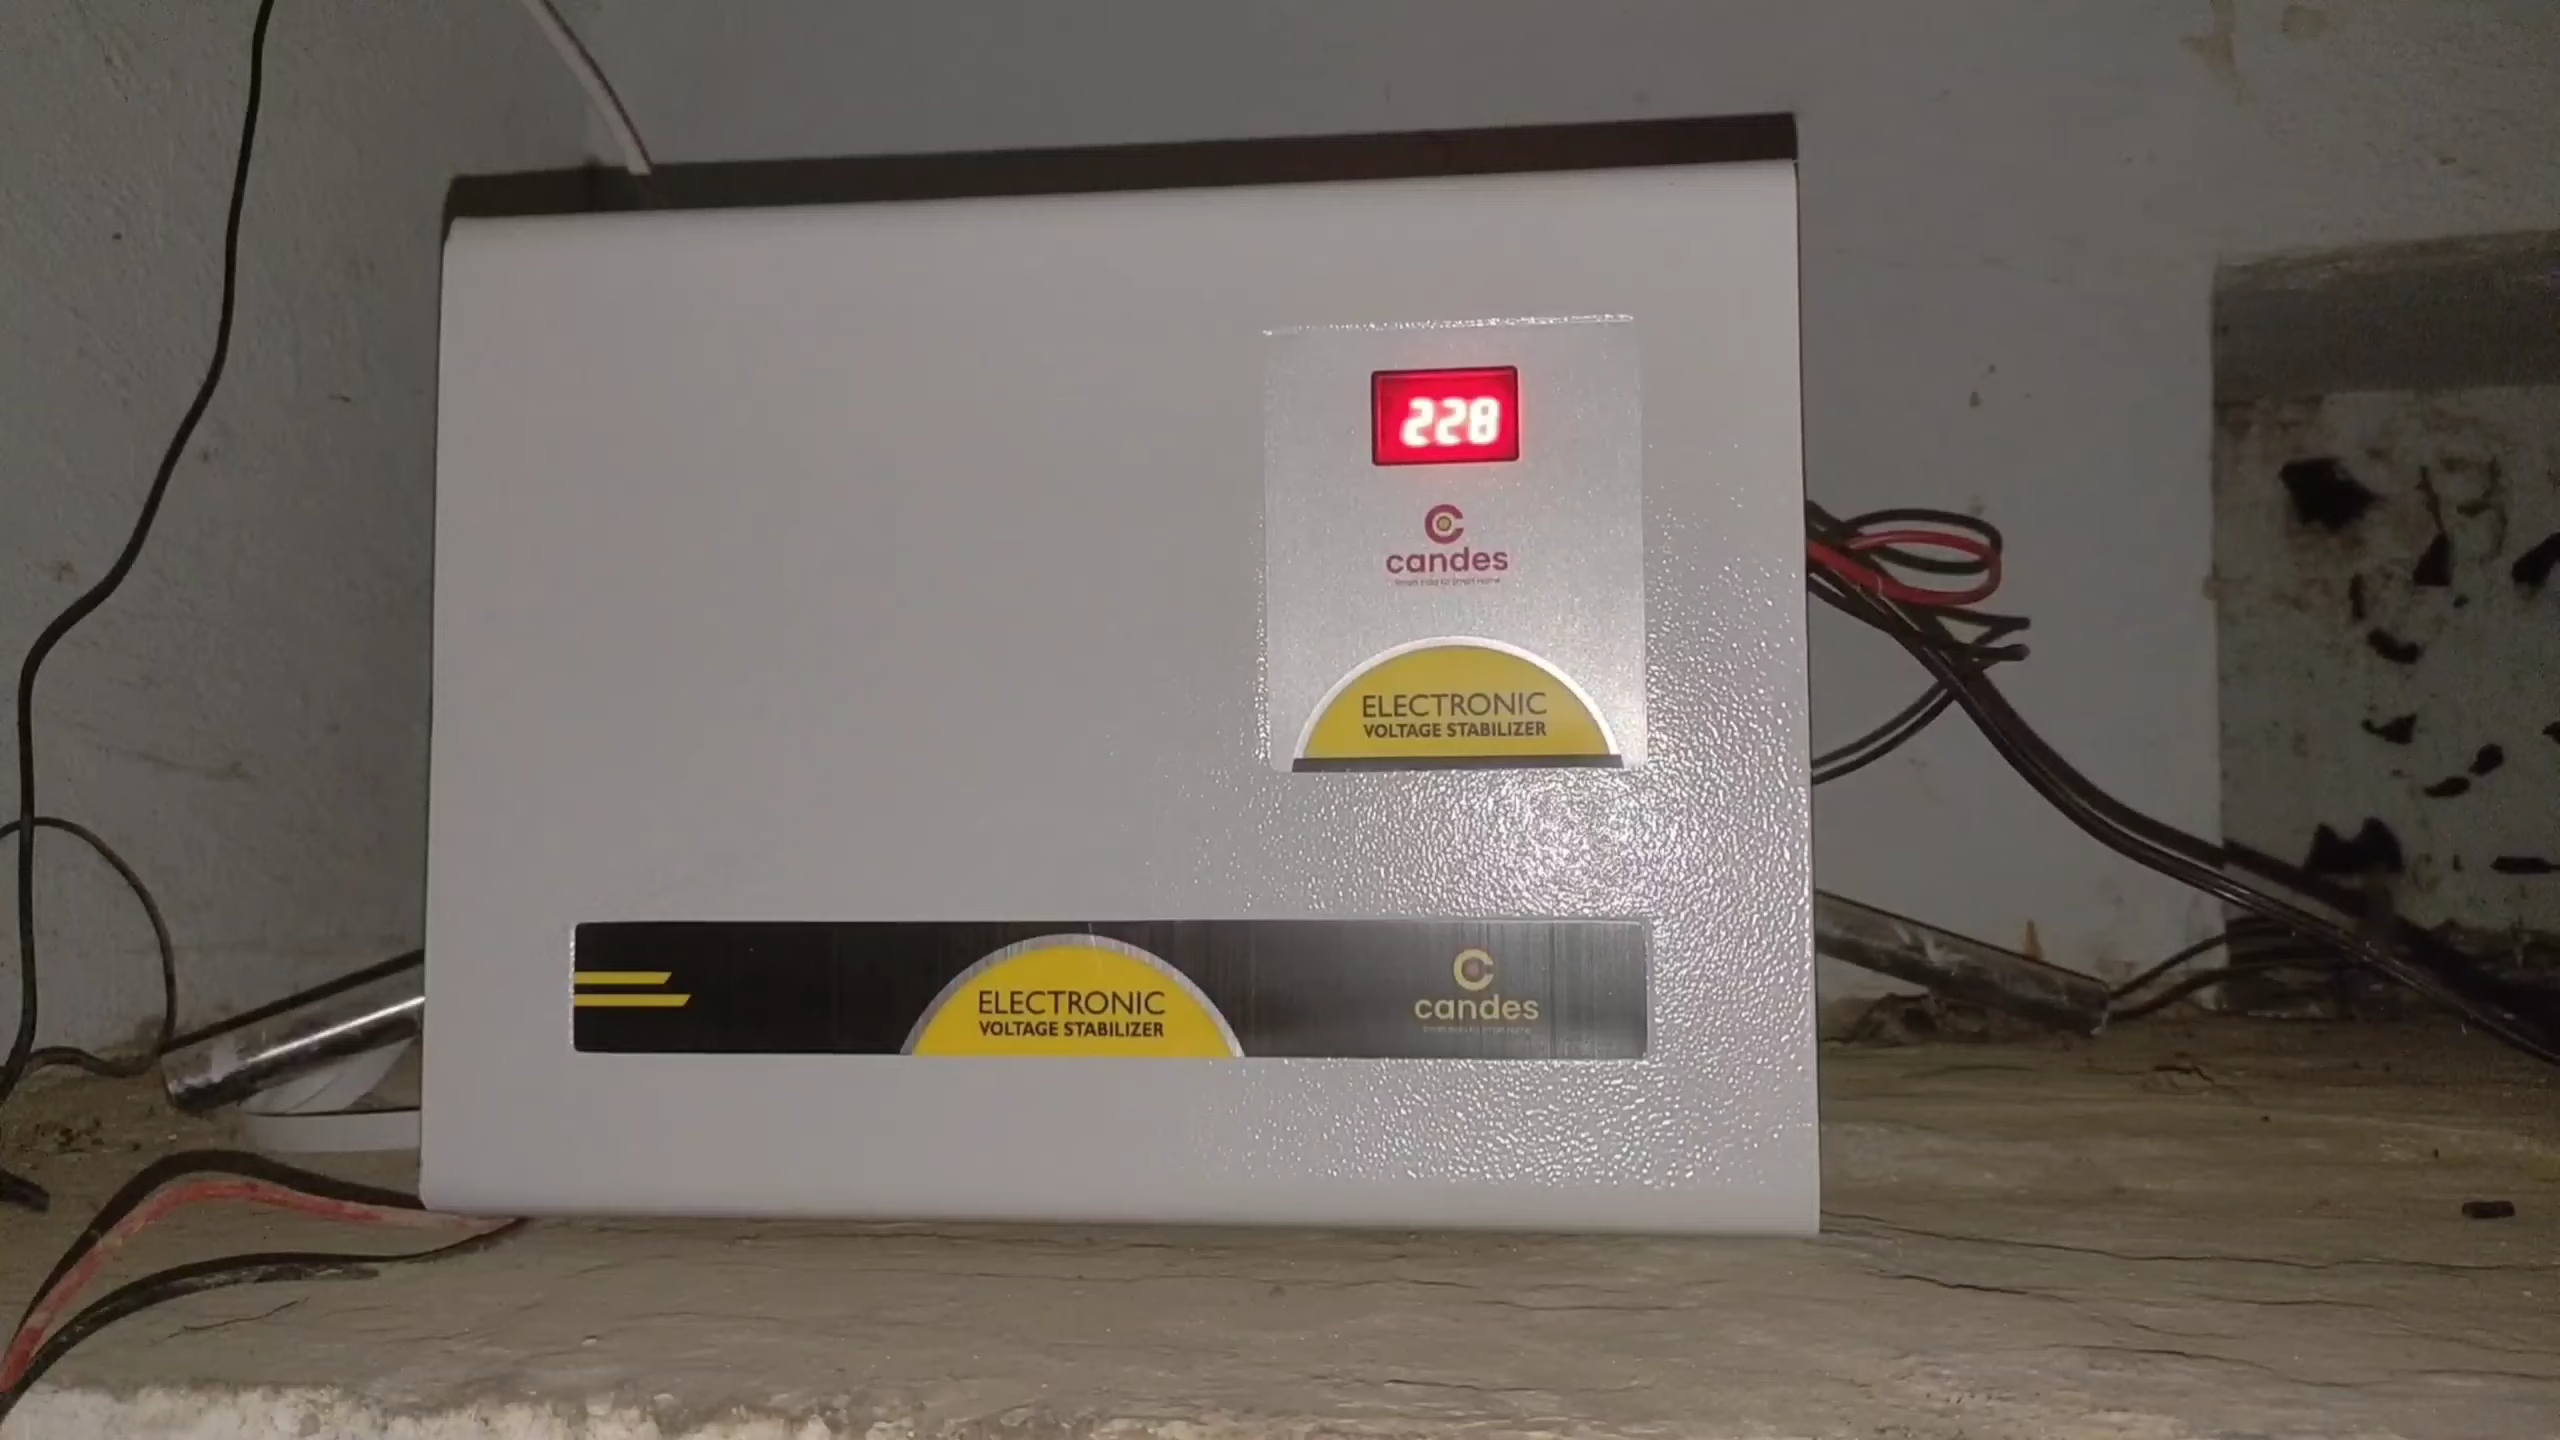 228
candes
ELECTRONIC
VOLTAGE STABILIZER
ELECTRONIC
VOLTAGE STABILIZER
candes